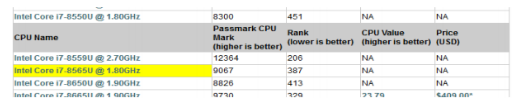 Intel Core i7-8550U @ 1.80GHz 8300 451 NA NA
CPU Name Passmark CPU Mark (higher is better) Rank (lower is better) CPU Value (higher is better) Price (USD)
Intel Core i7-8559U @ 2.70GHz 12364 206 NA NA
Intel Core i7-8565U @ 1.80GHz 9067 387 NA NA
Intel Core i7-8650U @ 1.90GHz 8826 413 NA NA
Intel Core i7-8665U @ 1.90GHz 9730 329 23.79 $409.00*